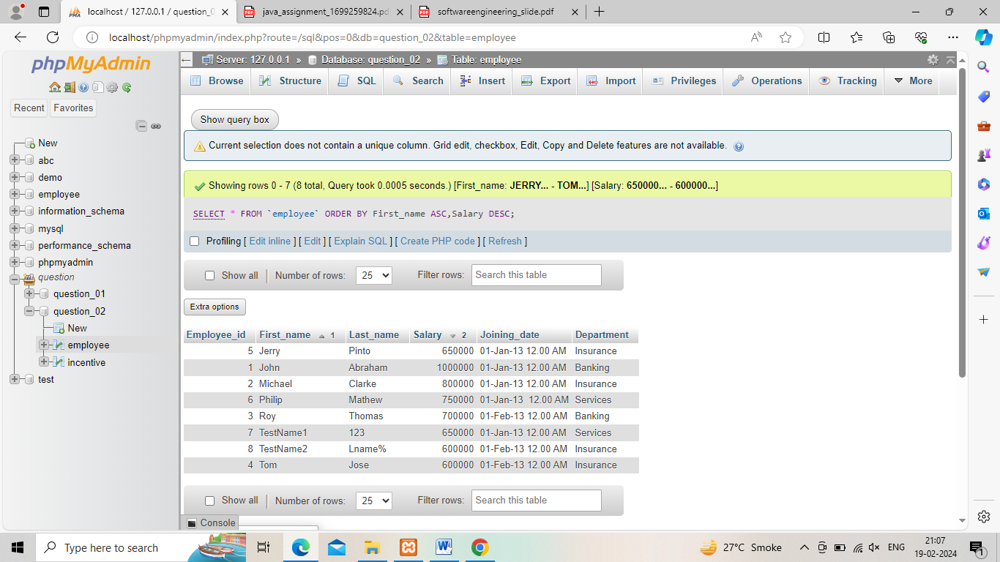 localhost / 127.0.0.1 / question_0
java_assignment_1699259824.pd
softwareengineering_slide.pdf
localhost/phpmyadmin/index.php?route=/sql&pos=0&db=question_02&table=employee
phpMyAdmin
Recent Favorites
New
abc
demo
employee
information_schema
mysql
performance_schema
phpmyadmin
question
question_01
question_02
New
employee
incentive
test
Server: 127.0.0.1 » Database: question_02 » Table: employee
Browse Structure SQL Search Insert Export Import Privileges Operations Tracking More
Show query box
Current selection does not contain a unique column. Grid edit, checkbox, Edit, Copy and Delete features are not available.
Showing rows 0 - 7 (8 total, Query took 0.0005 seconds.) [First_name: JERRY... - TOM...] [Salary: 650000... - 600000...]
SELECT * FROM `employee` ORDER BY First_name ASC,Salary DESC;
Profiling [ Edit inline ] [ Edit ] [ Explain SQL ] [ Create PHP code ] [ Refresh ]
Show all | Number of rows: 25 Filter rows: Search this table
Extra options
Employee_id First_name 1 Last_name Salary 2 Joining_date Department
5 Jerry Pinto 650000 01-Jan-13 12.00 AM Insurance
1 John Abraham 1000000 01-Jan-13 12.00 AM Banking
2 Michael Clarke 800000 01-Jan-13 12.00 AM Insurance
6 Philip Mathew 750000 01-Jan-13 12.00 AM Services
3 Roy Thomas 700000 01-Feb-13 12.00 AM Banking
7 TestName1 123 650000 01-Jan-13 12.00 AM Services
8 TestName2 Lname% 600000 01-Feb-13 12.00 AM Insurance
4 Tom Jose 600000 01-Feb-13 12.00 AM Insurance
Show all | Number of rows: 25 Filter rows: Search this table
Console
Type here to search
27°C Smoke
ENG
21:07
19-02-2024
1